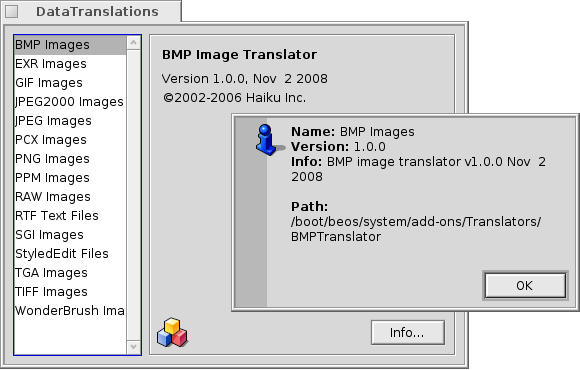 DataTranslations
BMP Images
EXR Images
GIF Images
JPEG2000 Images
JPEG Images
PCX Images
PNG Images
PPM Images
RAW Images
RTF Text Files
SGI Images
StyledEdit Files
TGA Images
TIFF Images
WonderBrush Ima
BMP Image Translator
Version 1.0.0, Nov  2 2008
©2002-2006 Haiku Inc.
Info...
Name: BMP Images
Version: 1.0.0
Info: BMP image translator v1.0.0 Nov  2
2008
Path:
/boot/beos/system/add-ons/Translators/
BMPTranslator
OK